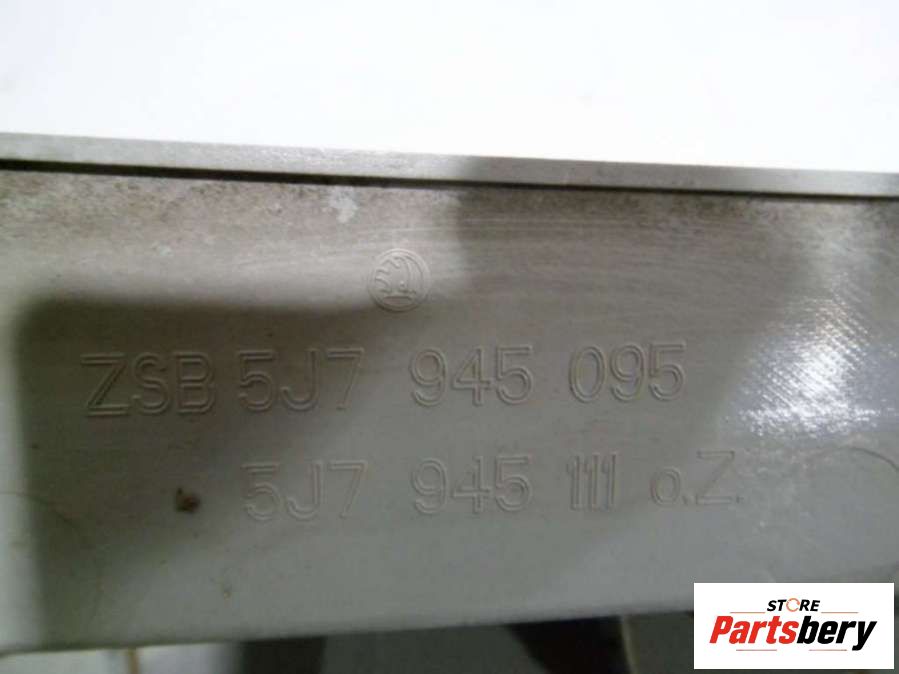 ZSB 5J7 945 095
5J7 945 111 o.Z.
STORE
Partsbery